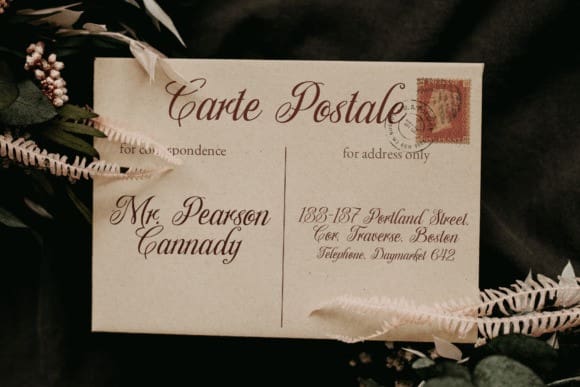 Carte Postale
for correspondence
for address only
Mr. Pearson
Cannady
133-137 Portland Street,
Cor. Traverse, Boston
Telephone, Daymarket 642